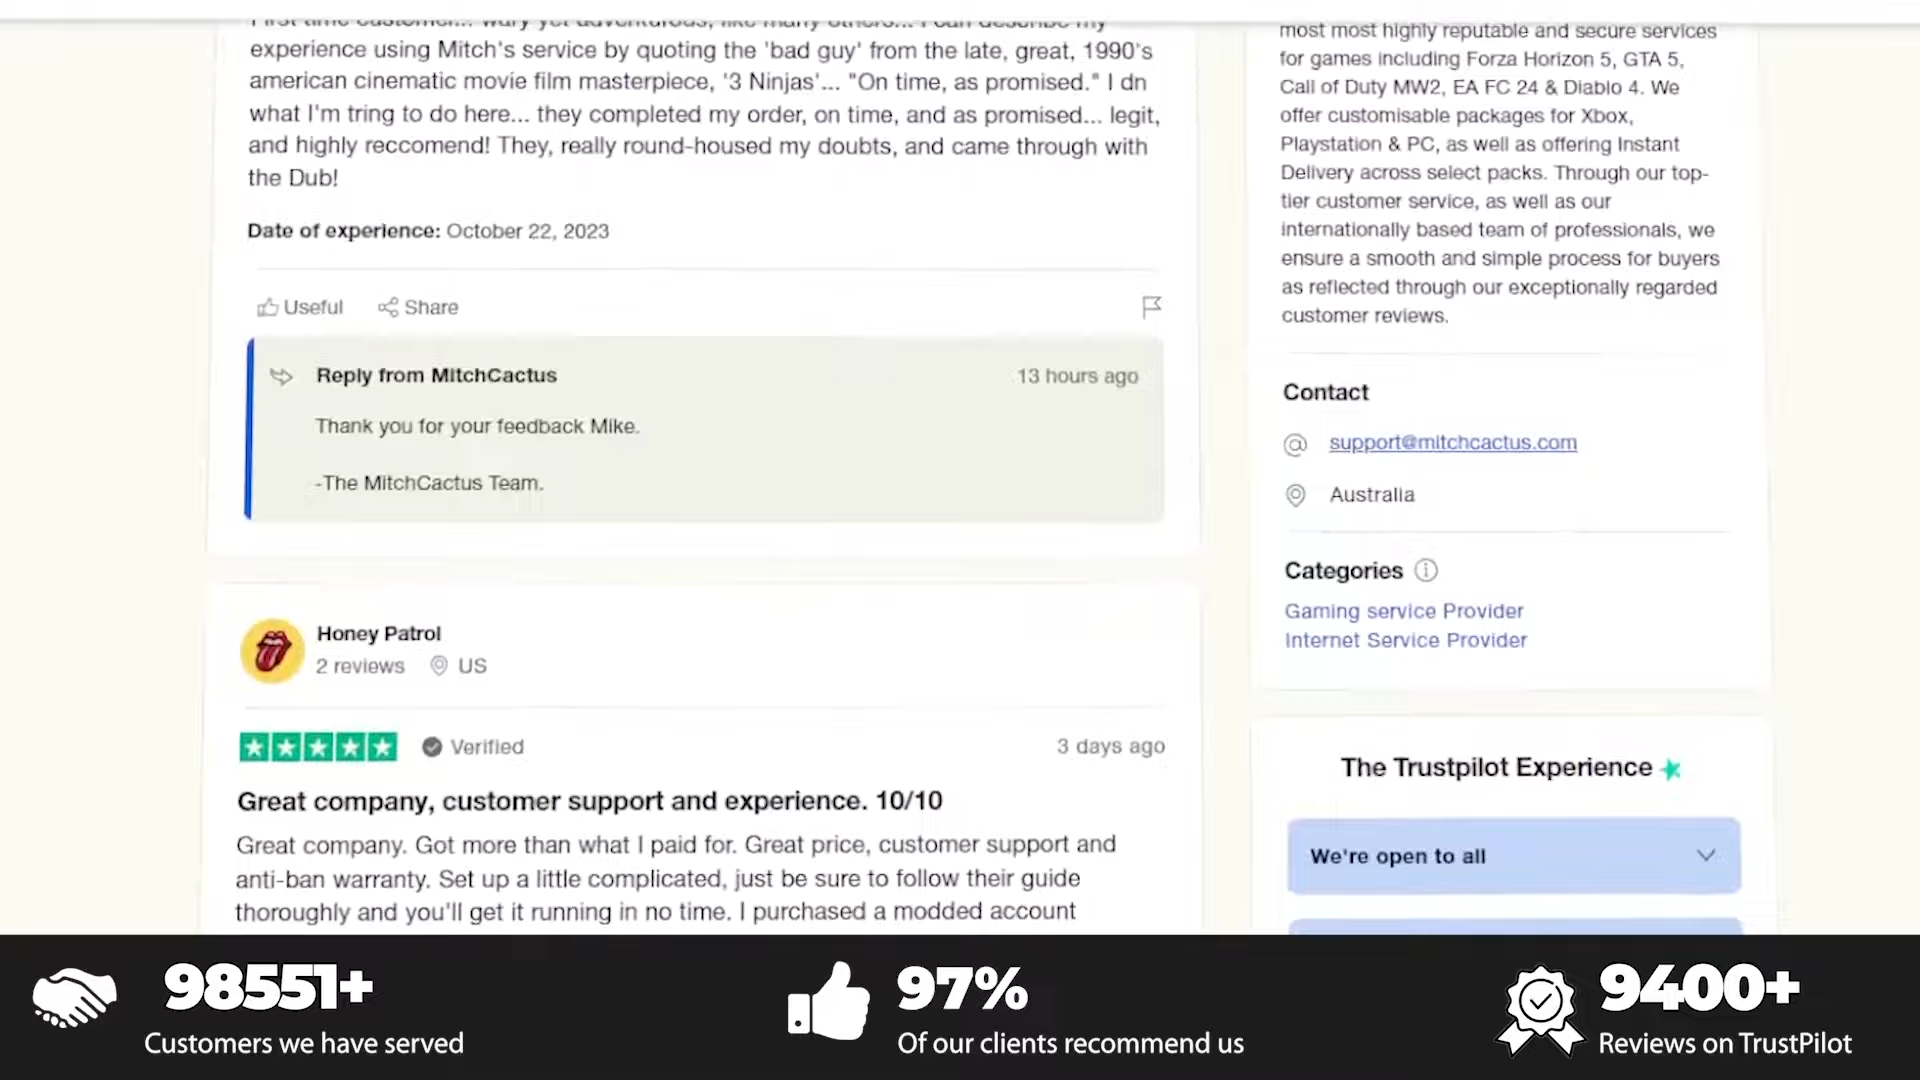 First time customer... wary yet adventurous, like many others... I can describe my
experience using Mitch's service by quoting the 'bad guy' from the late, great, 1990's
american cinematic movie film masterpiece, '3 Ninjas'... "On time, as promised." I dn
what I'm tring to do here... they completed my order, on time, and as promised... legit,
and highly reccomend! They, really round-housed my doubts, and came through with
the Dub!
Date of experience: October 22, 2023
Useful
Share
Reply from MitchCactus
13 hours ago
Thank you for your feedback Mike.
-The MitchCactus Team.
Honey Patrol
2 reviews
US
Verified
3 days ago
Great company, customer support and experience. 10/10
Great company. Got more than what I paid for. Great price, customer support and
anti-ban warranty. Set up a little complicated, just be sure to follow their guide
thoroughly and you'll get it running in no time. I purchased a modded account
most most highly reputable and secure services
for games including Forza Horizon 5, GTA 5,
Call of Duty MW2, EA FC 24 & Diablo 4. We
offer customisable packages for Xbox,
Playstation & PC, as well as offering Instant
Delivery across select packs. Through our top-
tier customer service, as well as our
internationally based team of professionals, we
ensure a smooth and simple process for buyers
as reflected through our exceptionally regarded
customer reviews.
Contact
support@mitchcactus.com
Australia
Categories
Gaming service Provider
Internet Service Provider
The Trustpilot Experience
We're open to all
98551+
Customers we have served
97%
Of our clients recommend us
9400+
Reviews on TrustPilot